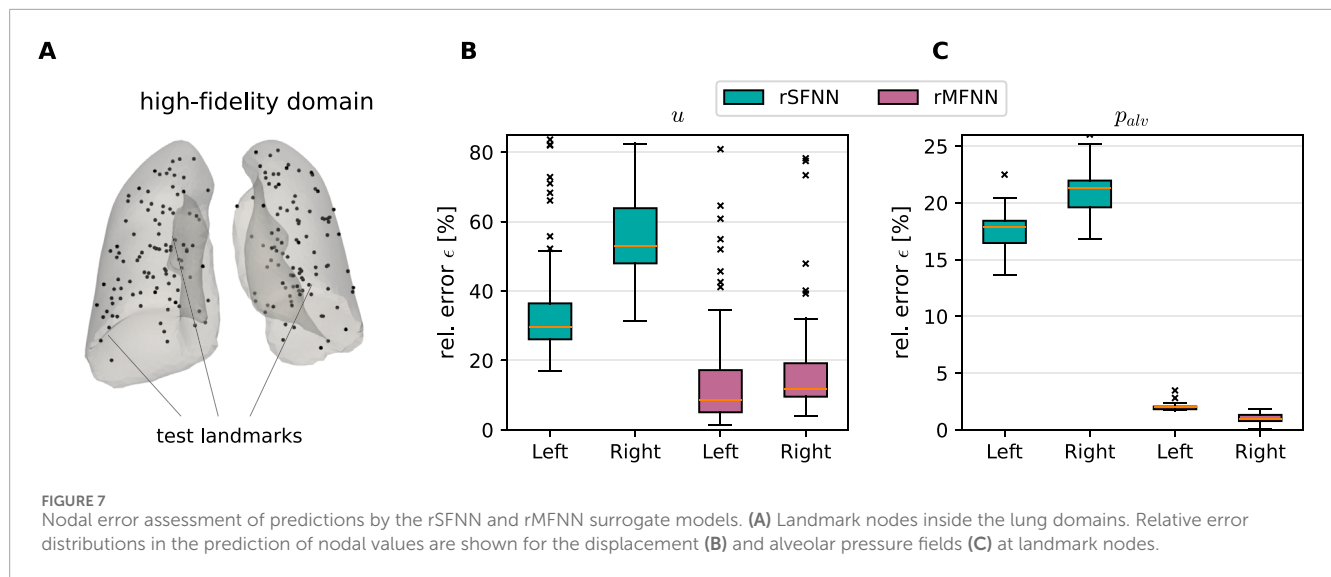 A
high-fidelity domain
test landmarks
B
C
rSFNN
rMFNN
u
rel. error ϵ [%]
80
60
40
20
0
Left
Right
Left
Right
p_{alv}
rel. error ϵ [%]
25
20
15
10
5
0
Left
Right
Left
Right
FIGURE 7
Nodal error assessment of predictions by the rSFNN and rMFNN surrogate models. (A) Landmark nodes inside the lung domains. Relative error
distributions in the prediction of nodal values are shown for the displacement (B) and alveolar pressure fields (C) at landmark nodes.